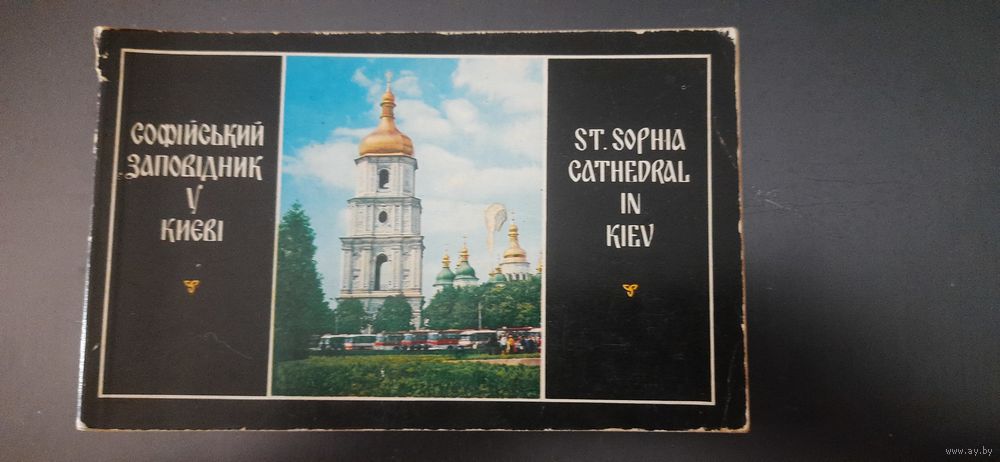 СОФІЙСЬКИЙ
ЗАПОВІДНИК
У
КИЄВІ
ST. SOPHIA
CATHEDRAL
IN
KIEV
www.ay.by